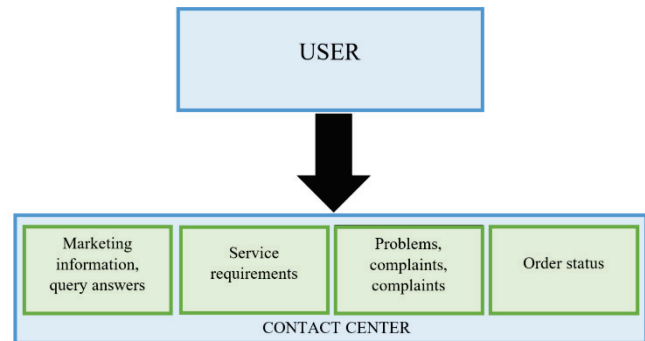 USER
Marketing
information,
query answers
Service
requirements
Problems,
complaints,
complaints
Order status
CONTACT CENTER